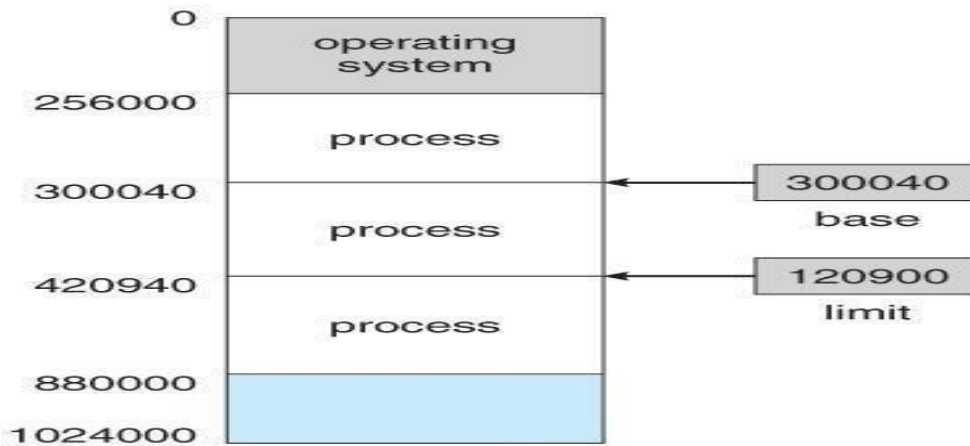 0
operating
system
256000
process
300040
300040
base
process
420940
120900
limit
process
880000
1024000